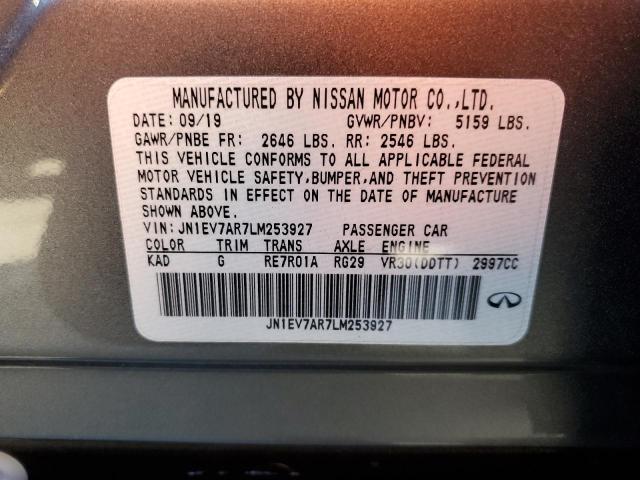 MANUFACTURED BY NISSAN MOTOR CO.,LTD.
DATE: 09/19 GVWR/PNBV: 5159 LBS.
GAWR/PNBE FR: 2646 LBS. RR: 2546 LBS.
THIS VEHICLE CONFORMS TO ALL APPLICABLE FEDERAL
MOTOR VEHICLE SAFETY,BUMPER,AND THEFT PREVENTION
STANDARDS IN EFFECT ON THE DATE OF MANUFACTURE
SHOWN ABOVE.
VIN: JN1EV7AR7LM253927 PASSENGER CAR
COLOR TRIM TRANS AXLE ENGINE
KAD G RE7R01A RG29 VR30(DDTT) 2997CC
JN1EV7AR7LM253927